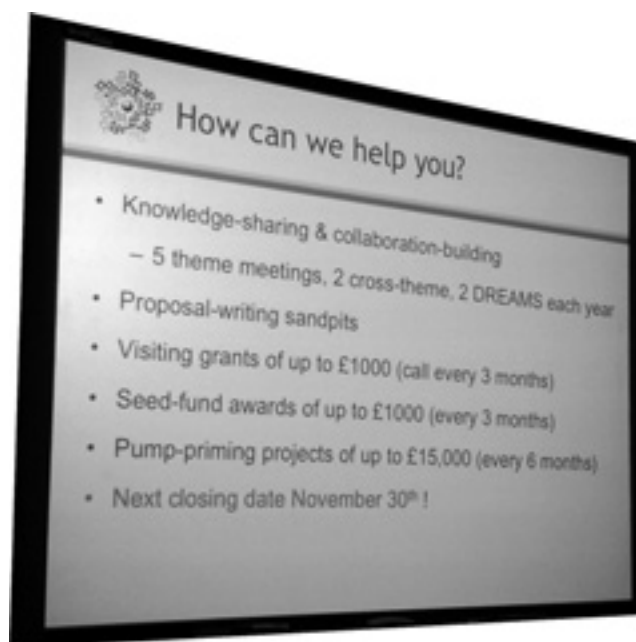 How can we help you?
• Knowledge-sharing & collaboration-building
– 5 theme meetings, 2 cross-theme, 2 DREAMS each year
• Proposal-writing sandpits
• Visiting grants of up to £1000 (call every 3 months)
• Seed-fund awards of up to £1000 (every 3 months)
• Pump-priming projects of up to £15,000 (every 6 months)
• Next closing date November 30th !